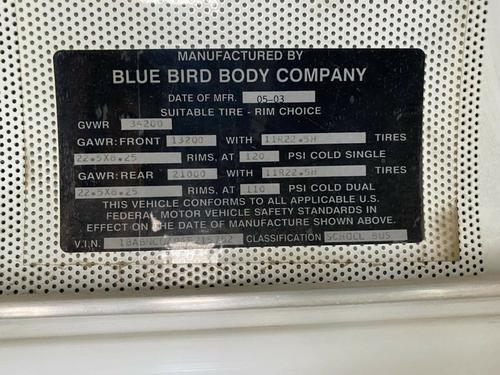 MANUFACTURED BY
BLUE BIRD BODY COMPANY
DATE OF MFR. 05-03
SUITABLE TIRE - RIM CHOICE
GVWR 34200
GAWR: FRONT 13200 WITH 11R22.5H TIRES
22.5X8.25 RIMS. AT 120 PSI COLD SINGLE
GAWR: REAR 21000 WITH 11R22.5H TIRES
22.5X8.25 RIMS. AT 110 PSI COLD DUAL
THIS VEHICLE CONFORMS TO ALL APPLICABLE U.S.
FEDERAL MOTOR VEHICLE SAFETY STANDARDS IN
EFFECT ON THE DATE OF MANUFACTURE SHOWN ABOVE.
V.I.N. CLASSIFICATION SCHOOL BUS